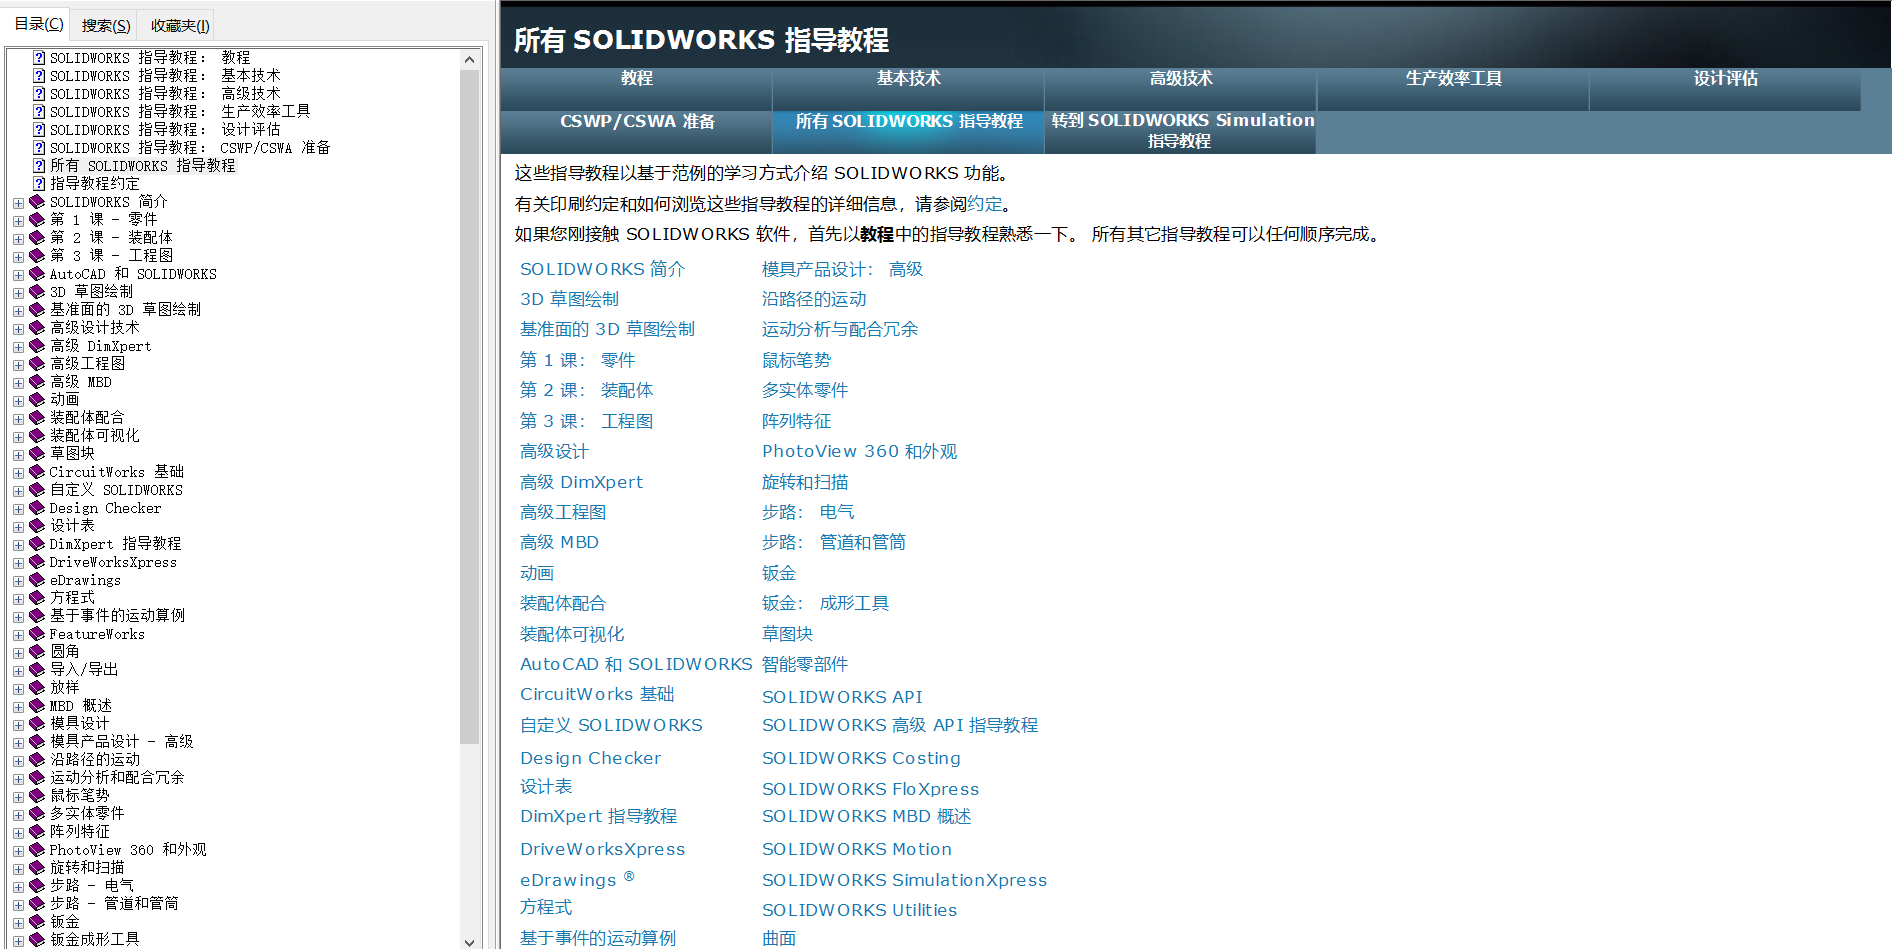 目录(C)
搜索(S)
收藏夹(I)
SOLIDWORKS 指导教程： 教程
SOLIDWORKS 指导教程： 基本技术
SOLIDWORKS 指导教程： 高级技术
SOLIDWORKS 指导教程： 生产效率工具
SOLIDWORKS 指导教程： 设计评估
SOLIDWORKS 指导教程： CSWP/CSWA 准备
所有 SOLIDWORKS 指导教程
指导教程约定
SOLIDWORKS 简介
第 1 课 - 零件
第 2 课 - 装配体
第 3 课 - 工程图
AutoCAD 和 SOLIDWORKS
3D 草图绘制
基准面的 3D 草图绘制
高级设计技术
高级 DimXpert
高级工程图
高级 MBD
动画
装配体配合
装配体可视化
草图块
CircuitWorks 基础
自定义 SOLIDWORKS
Design Checker
设计表
DimXpert 指导教程
DriveWorksXpress
eDrawings
方程式
基于事件的运动算例
FeatureWorks
圆角
导入/导出
放样
MBD 概述
模具设计
模具产品设计 - 高级
沿路径的运动
运动分析和配合冗余
鼠标笔势
多实体零件
阵列特征
PhotoView 360 和外观
旋转和扫描
步路 - 电气
步路 - 管道和管筒
钣金
钣金成形工具
所有 SOLIDWORKS 指导教程
教程
基本技术
高级技术
生产效率工具
设计评估
CSWP/CSWA 准备
所有 SOLIDWORKS 指导教程
转到 SOLIDWORKS Simulation
指导教程
这些指导教程以基于范例的学习方式介绍 SOLIDWORKS 功能。
有关印刷约定和如何浏览这些指导教程的详细信息，请参阅约定。
如果您刚接触 SOLIDWORKS 软件，首先以教程中的指导教程熟悉一下。 所有其它指导教程可以任何顺序完成。
SOLIDWORKS 简介
模具产品设计： 高级
3D 草图绘制
沿路径的运动
基准面的 3D 草图绘制
运动分析与配合冗余
第 1 课： 零件
鼠标笔势
第 2 课： 装配体
多实体零件
第 3 课： 工程图
阵列特征
高级设计
PhotoView 360 和外观
高级 DimXpert
旋转和扫描
高级工程图
步路： 电气
高级 MBD
步路： 管道和管筒
动画
钣金
装配体配合
钣金： 成形工具
装配体可视化
草图块
AutoCAD 和 SOLIDWORKS
智能零部件
CircuitWorks 基础
SOLIDWORKS API
自定义 SOLIDWORKS
SOLIDWORKS 高级 API 指导教程
Design Checker
SOLIDWORKS Costing
设计表
SOLIDWORKS FloXpress
DimXpert 指导教程
SOLIDWORKS MBD 概述
DriveWorksXpress
SOLIDWORKS Motion
eDrawings ®
SOLIDWORKS SimulationXpress
方程式
SOLIDWORKS Utilities
基于事件的运动算例
曲面